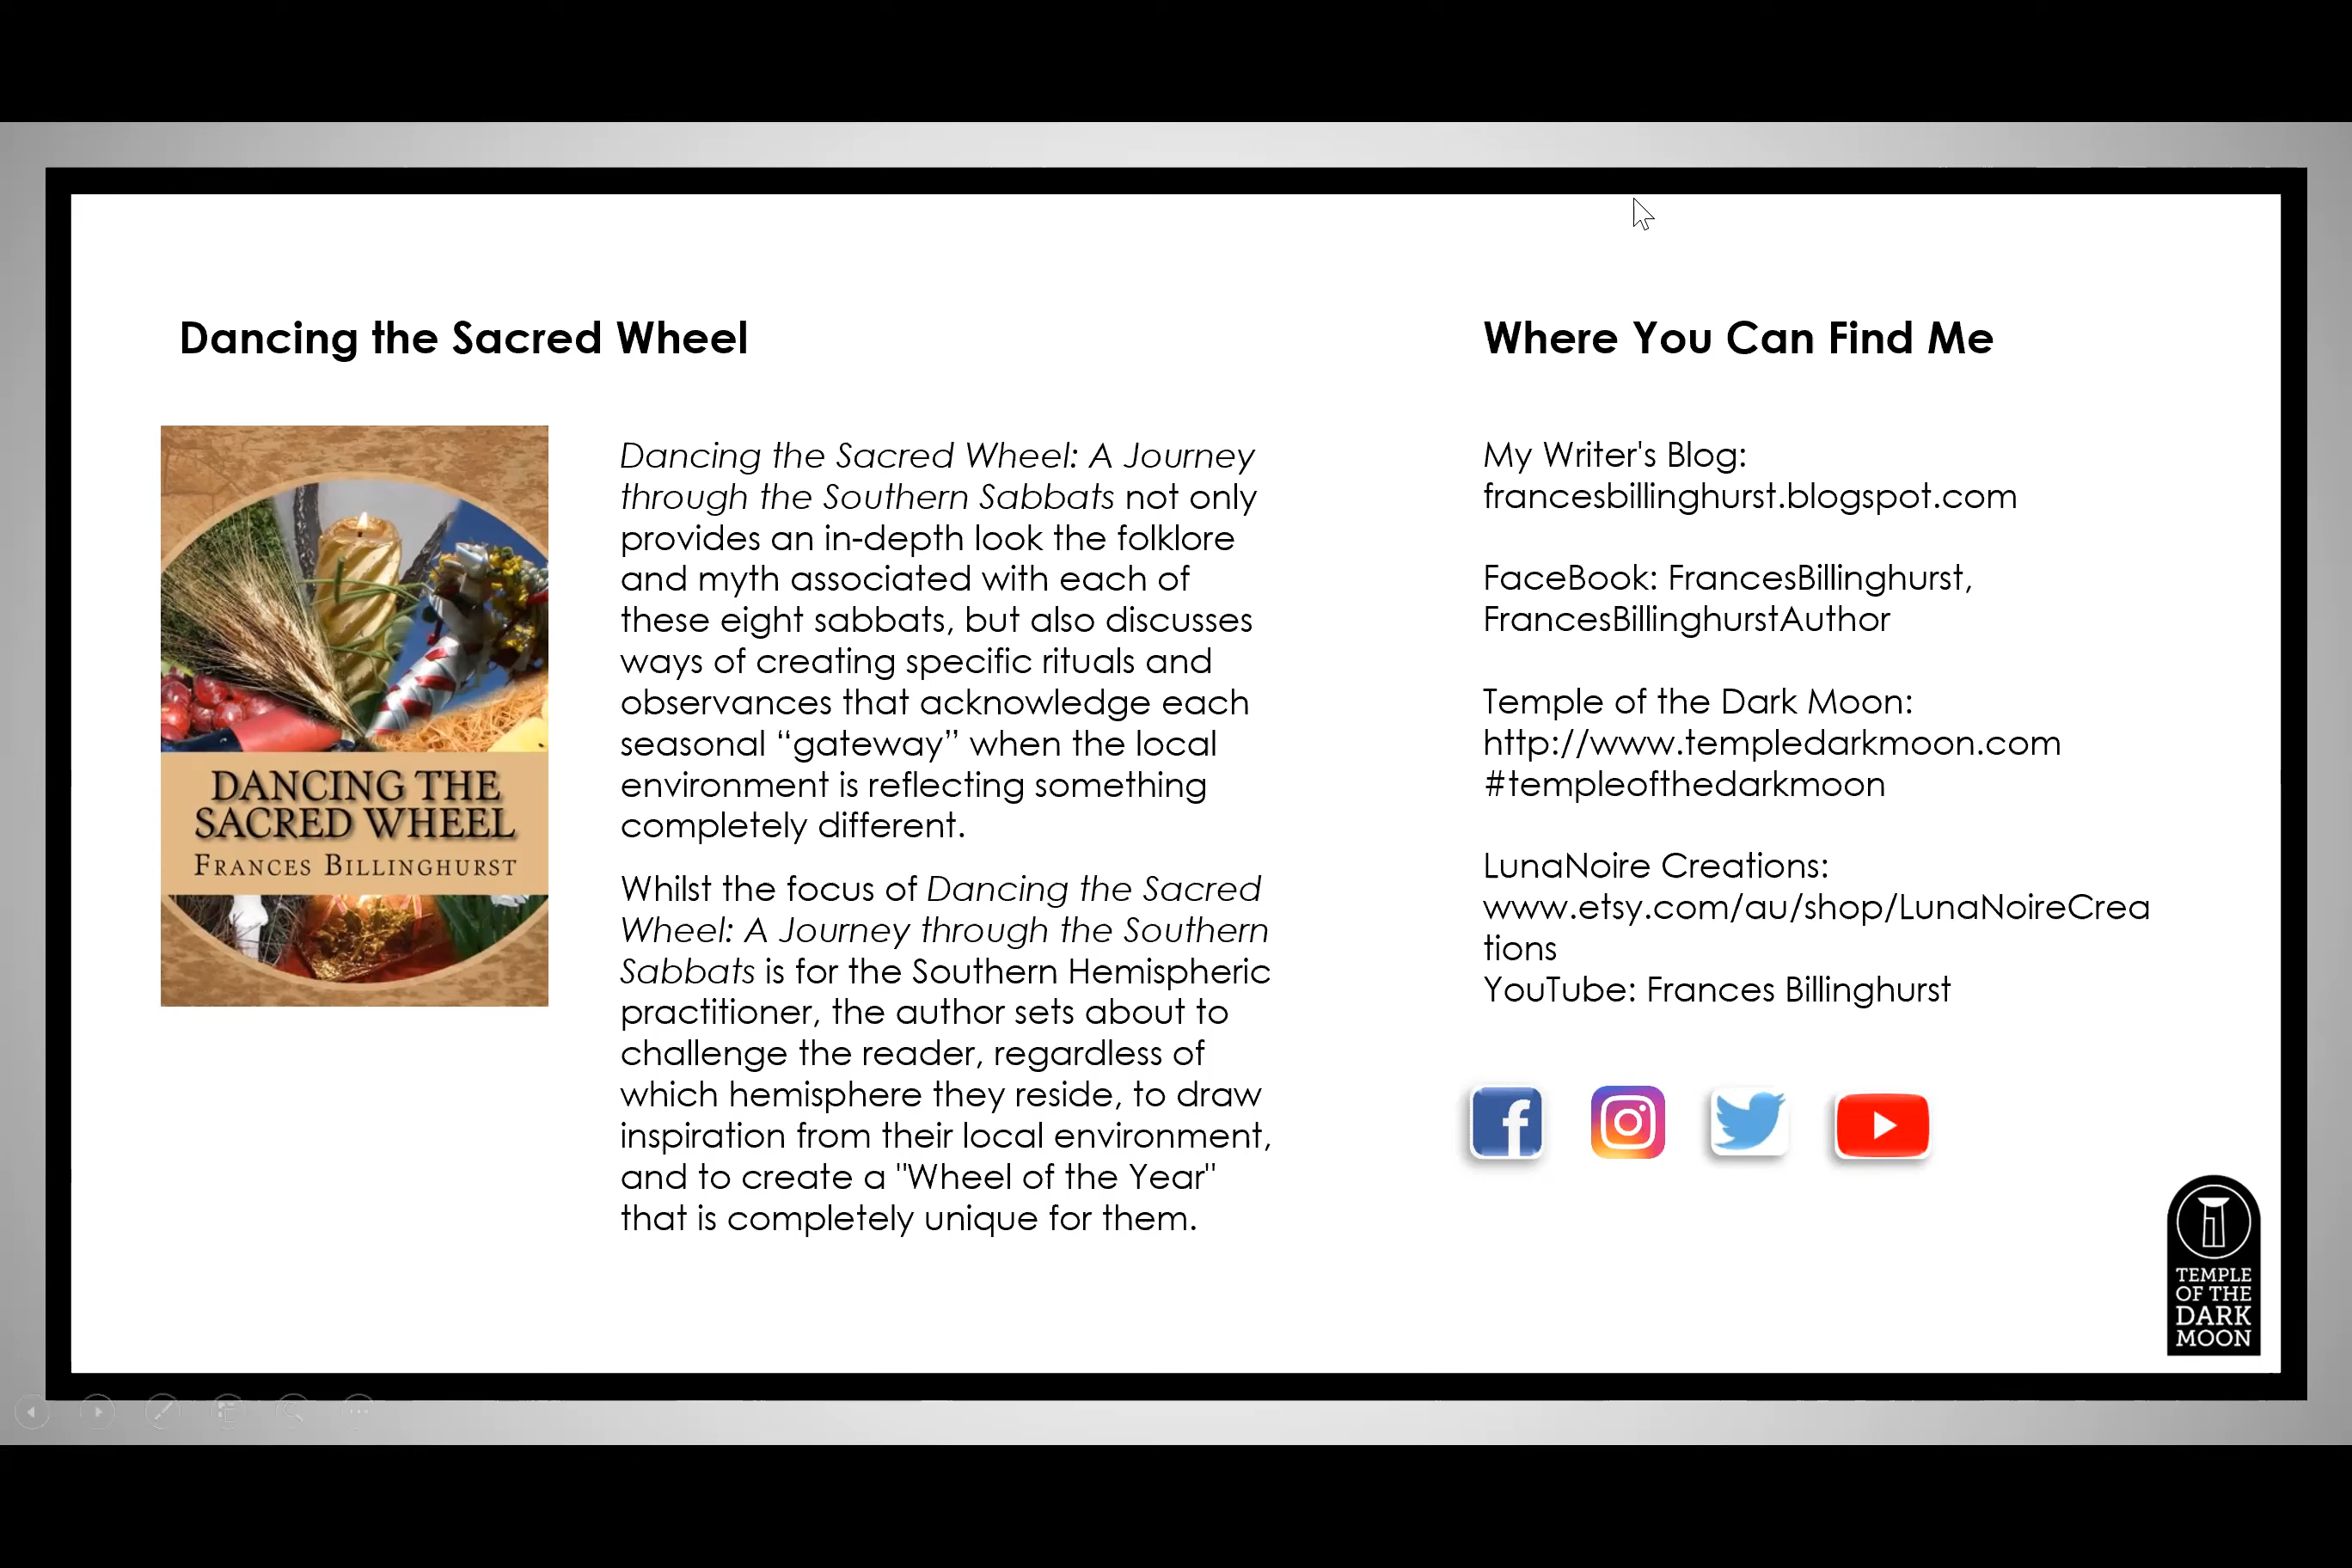 Dancing the Sacred Wheel
DANCING THE
SACRED WHEEL
FRANCES BILLINGHURST
Dancing the Sacred Wheel: A Journey
through the Southern Sabbats not only
provides an in-depth look the folklore
and myth associated with each of
these eight sabbats, but also discusses
ways of creating specific rituals and
observances that acknowledge each
seasonal “gateway” when the local
environment is reflecting something
completely different.
Whilst the focus of Dancing the Sacred
Wheel: A Journey through the Southern
Sabbats is for the Southern Hemispheric
practitioner, the author sets about to
challenge the reader, regardless of
which hemisphere they reside, to draw
inspiration from their local environment,
and to create a "Wheel of the Year"
that is completely unique for them.
Where You Can Find Me
My Writer's Blog:
francesbillinghurst.blogspot.com
FaceBook: FrancesBillinghurst,
FrancesBillinghurstAuthor
Temple of the Dark Moon:
http://www.templedarkmoon.com
#templeofthedarkmoon
LunaNoire Creations:
www.etsy.com/au/shop/LunaNoireCrea
tions
YouTube: Frances Billinghurst
TEMPLE
OF THE
DARK
MOON